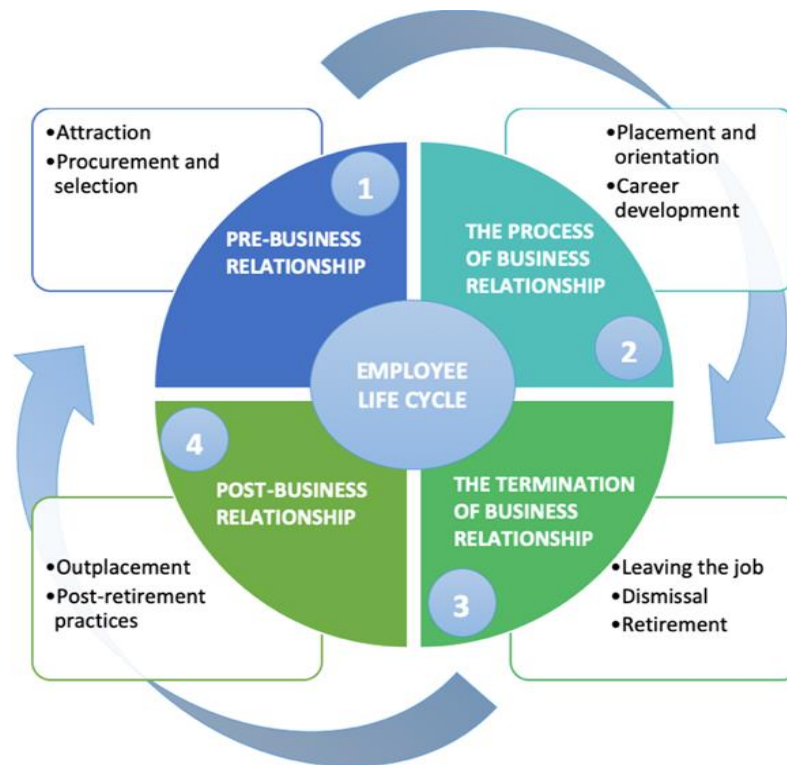 •Attraction
•Procurement and
selection
1
PRE-BUSINESS
RELATIONSHIP
•Placement and
orientation
•Career
development
THE PROCESS
OF BUSINESS
RELATIONSHIP
2
EMPLOYEE
LIFE CYCLE
THE TERMINATION
OF BUSINESS
RELATIONSHIP
3
•Leaving the job
•Dismissal
•Retirement
4
POST-BUSINESS
RELATIONSHIP
•Outplacement
•Post-retirement
practices